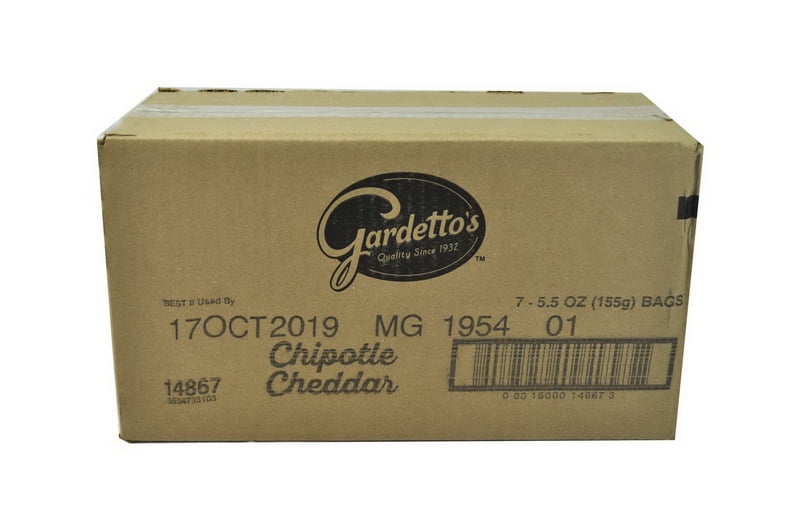 Gardetto's
Quality Since 1932
TM
BEST If Used By
7 - 5.5 OZ (155g) BAGS
17OCT2019 MG 1954 01
Chipotle
Cheddar
14867
0 00 16000 14867 3